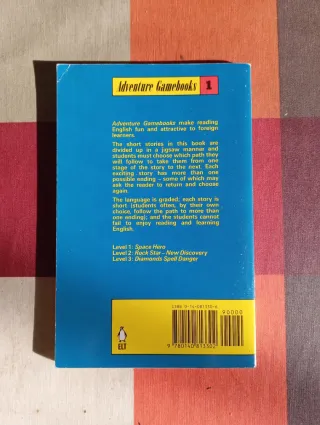 Adventure Gamebooks 1
Adventure Gamebooks make reading
English fun and attractive to foreign
learners.
The short stories in this book are
divided up in a jigsaw manner and
students must choose which path they
will follow to take them from one
stage of the story to the next. Each
exciting story has more than one
possible ending – some of which may
ask the reader to return and choose
again.
The language is graded; each story is
short (students often, by their own
choice, follow the path to more than
one ending); and the students cannot
fail to enjoy reading and learning
English.
Level 1: Space Hero
Level 2: Rock Star – New Discovery
Level 3: Diamonds Spell Danger
90000